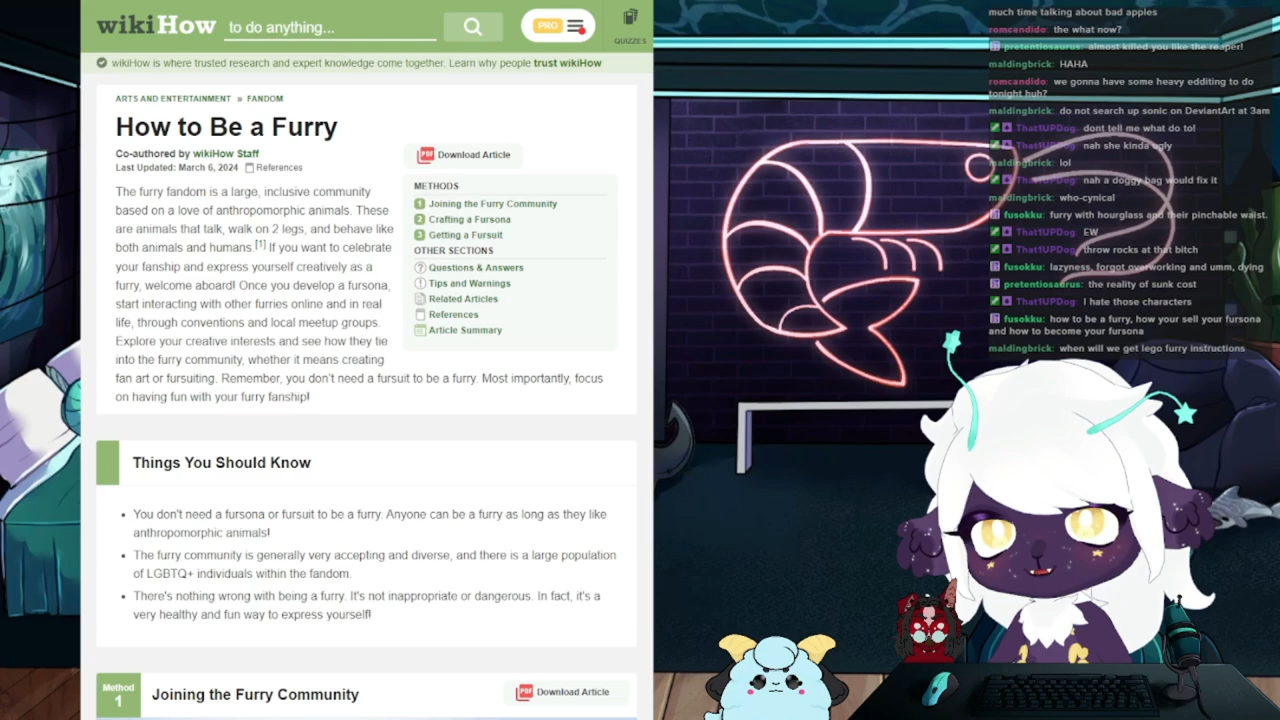 wikiHow to do anything...
PRO
QUIZZES
wikiHow is where trusted research and expert knowledge come together. Learn why people trust wikiHow
ARTS AND ENTERTAINMENT » FANDOM
How to Be a Furry
Co-authored by wikiHow Staff
Last Updated: March 6, 2024 References
PDF Download Article
The furry fandom is a large, inclusive community
based on a love of anthropomorphic animals. These
are animals that talk, walk on 2 legs, and behave like
both animals and humans.[1] If you want to celebrate
your fanship and express yourself creatively as a
furry, welcome aboard! Once you develop a fursona,
start interacting with other furries online and in real
life, through conventions and local meetup groups.
Explore your creative interests and see how they tie
into the furry community, whether it means creating
fan art or fursuiting. Remember, you don't need a fursuit to be a furry. Most importantly, focus
on having fun with your furry fanship!
METHODS
1 Joining the Furry Community
2 Crafting a Fursona
3 Getting a Fursuit
OTHER SECTIONS
? Questions & Answers
! Tips and Warnings
Related Articles
References
Article Summary
Things You Should Know
• You don't need a fursona or fursuit to be a furry. Anyone can be a furry as long as they like
anthropomorphic animals!
• The furry community is generally very accepting and diverse, and there is a large population
of LGBTQ+ individuals within the fandom.
• There's nothing wrong with being a furry. It's not inappropriate or dangerous. In fact, it's a
very healthy and fun way to express yourself!
Method
1
Joining the Furry Community
PDF Download Article
much time talking about bad apples
romcandido: the what now?
pretentiosaurus: almost killed you like the reaper!
maldingbrick: HAHA
romcandido: we gonna have some heavy edditing to do
tonight huh?
maldingbrick: do not search up sonic on DeviantArt at 3am
That1UPDog: dont tell me what do to!
That1UPDog: nah she kinda ugly
maldingbrick: lol
That1UPDog: nah a doggy bag would fix it
maldingbrick: who-cynical
fusokku: furry with hourglass and their pinchable waist.
That1UPDog: EW
That1UPDog: throw rocks at that bitch
fusokku: lazyness, forgot overworking and umm, dying
pretentiosaurus: the reality of sunk cost
That1UPDog: I hate those characters
fusokku: how to be a furry, how your sell your fursona
and how to become your fursona
maldingbrick: when will we get lego furry instructions